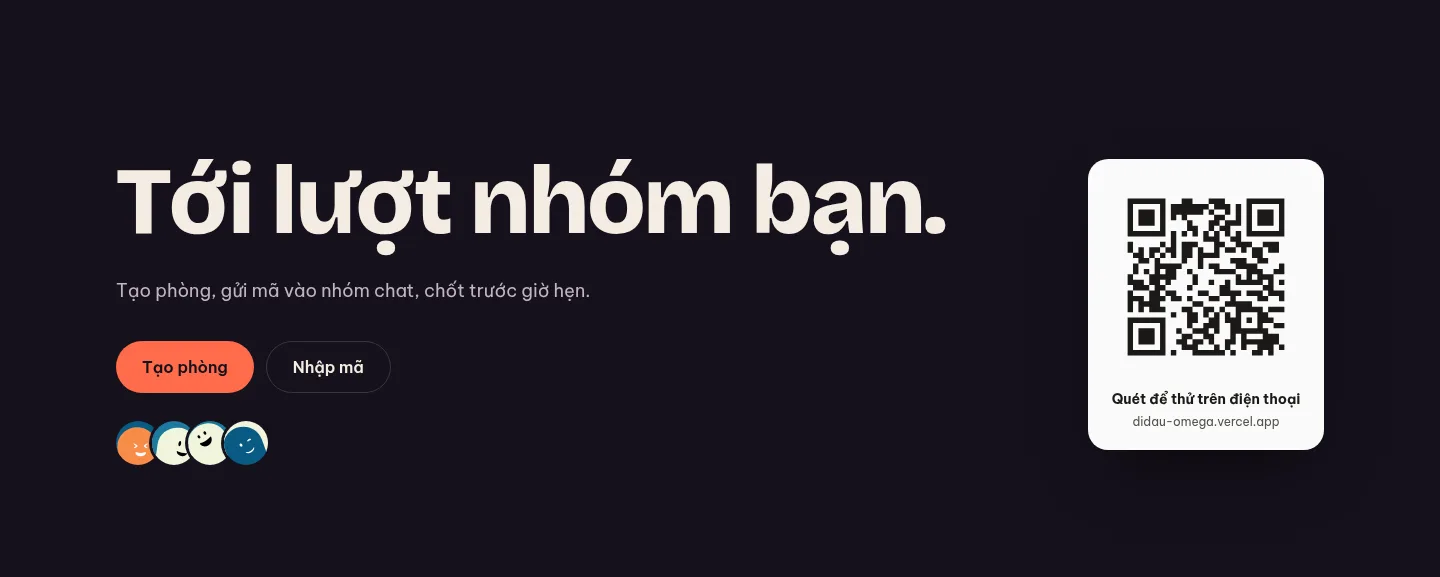 Tới lượt nhóm bạn.
Tạo phòng, gửi mã vào nhóm chat, chốt trước giờ hẹn.
Tạo phòng
Nhập mã
Quét để thử trên điện thoại
didau-omega.vercel.app